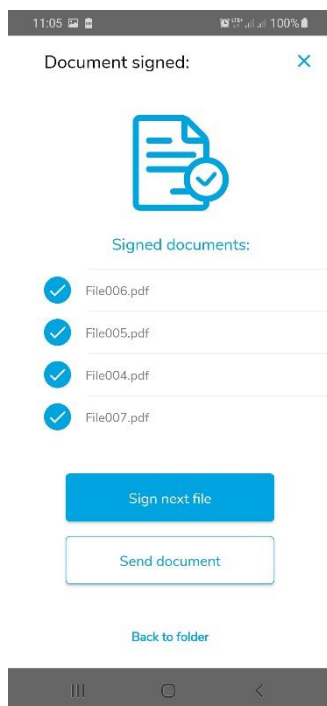 11:05 100%
Document signed:
Signed documents:
File006.pdf
File005.pdf
File004.pdf
File007.pdf
Sign next file
Send document
Back to folder